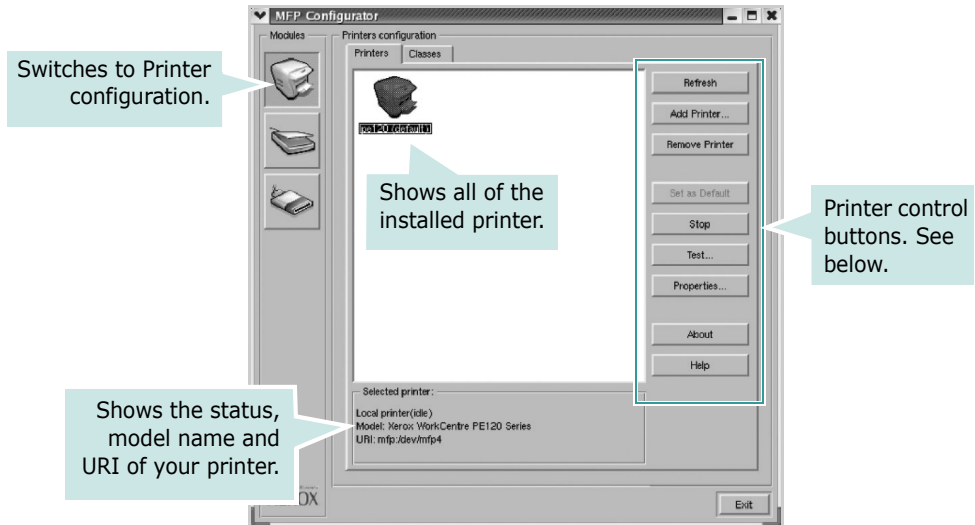 MFP Configurator
Modules
Printers configuration
Printers
Classes
Switches to Printer
configuration.
pe120 (default)
Shows all of the
installed printer.
Refresh
Add Printer...
Remove Printer
Set as Default
Stop
Test...
Properties...
About
Help
Printer control
buttons. See
below.
Selected printer:
Local printer(idle)
Model: Xerox WorkCentre PE120 Series
URI: mfp:/dev/mfp4
Shows the status,
model name and
URI of your printer.
Exit